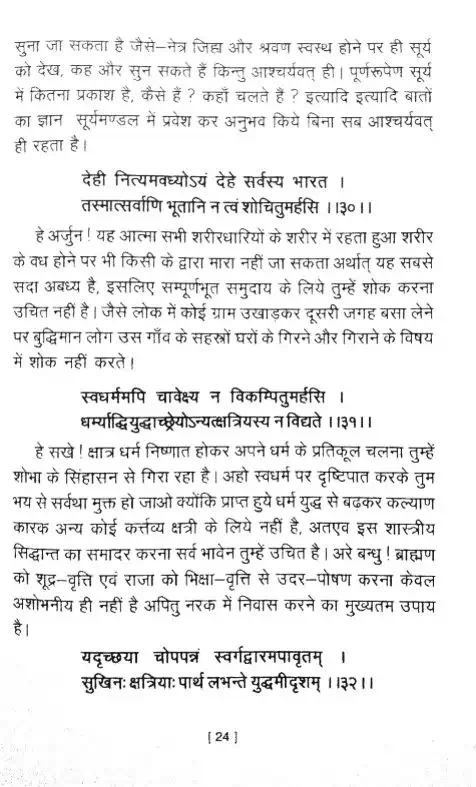 सुना जा सकता है जैसे–नेत्र जिह्म और श्रवण स्वस्थ होने पर ही सूर्य
को देख, कह और सुन सकते हैं किन्तु आश्चर्यवत् ही। पूर्णरूपेण सूर्य
में कितना प्रकाश है, कैसे हैं ? कहाँ चलते हैं ? इत्यादि इत्यादि बातों
का ज्ञान सूर्यमण्डल में प्रवेश कर अनुभव किये बिना सब आश्चर्यवत्
ही रहता है।
देही नित्यमवध्योऽयं देहे सर्वस्य भारत ।
तस्मात्सर्वाणि भूतानि न त्वं शोचितुमर्हसि ।।३०।।
हे अर्जुन ! यह आत्मा सभी शरीरधारियों के शरीर में रहता हुआ शरीर
के वध होने पर भी किसी के द्वारा मारा नहीं जा सकता अर्थात् यह सबसे
सदा अबध्य है, इसलिए सम्पूर्णभूत समुदाय के लिये तुम्हें शोक करना
उचित नहीं है। जैसे लोक में कोई ग्राम उखाड़कर दूसरी जगह बसा लेने
पर बुद्धिमान लोग उस गाँव के सहस्रों घरों के गिरने और गिराने के विषय
में शोक नहीं करते।
स्वधर्ममपि चावेक्ष्य न विकम्पितुमर्हसि ।
धर्म्याद्धियुद्धाच्छ्रेयोऽन्यत्क्षत्रियस्य न विद्यते ।।३१।।
हे सखे ! क्षात्र धर्म निष्णात होकर अपने धर्म के प्रतिकूल चलना तुम्हें
शोभा के सिंहासन से गिरा रहा है। अहो स्वधर्म पर दृष्टिपात करके तुम
भय से सर्वथा मुक्त हो जाओ क्योंकि प्राप्त हुये धर्म युद्ध से बढ़कर कल्याण
कारक अन्य कोई कर्त्तव्य क्षत्री के लिये नहीं है, अतएव इस शास्त्रीय
सिद्धान्त का समादर करना सर्व भावेन तुम्हें उचित है। अरे बन्धु ! ब्राह्मण
को शूद्र–वृत्ति एवं राजा को भिक्षा–वृत्ति से उदर–पोषण करना केवल
अशोभनीय ही नहीं है अपितु नरक में निवास करने का मुख्यतम उपाय
है।
यदृच्छया चोपपन्नं स्वर्गद्वारमपावृतम् ।
सुखिनः क्षत्रियाः पार्थ लभन्ते युद्धमीदृशम् ।।३२।।
[ 24 ]